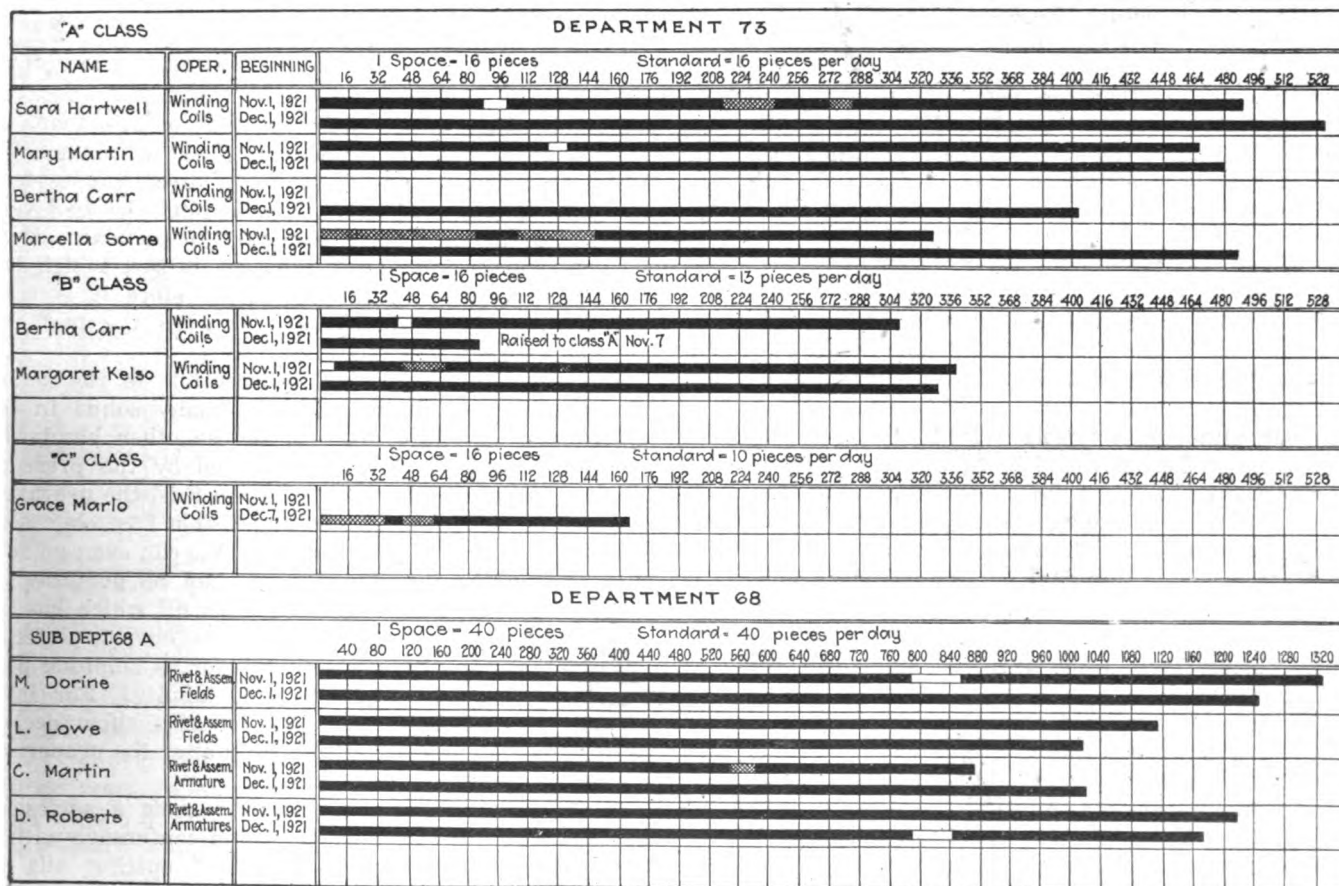 "A" CLASS DEPARTMENT 73
NAME OPER. BEGINNING 1 Space = 16 pieces Standard = 16 pieces per day
16 32 48 64 80 96 112 128 144 160 176 192 208 224 240 256 272 288 304 320 336 352 368 384 400 416 432 448 464 480 496 512 528
Sara Hartwell Winding Coils Nov. 1, 1921 Dec. 1, 1921
Mary Martin Winding Coils Nov. 1, 1921 Dec. 1, 1921
Bertha Carr Winding Coils Nov. 1, 1921 Dec. 1, 1921
Marcella Some Winding Coils Nov. 1, 1921 Dec. 1, 1921
"B" CLASS 1 Space = 16 pieces Standard = 13 pieces per day
16 32 48 64 80 96 112 128 144 160 176 192 208 224 240 256 272 288 304 320 336 352 368 384 400 416 432 448 464 480 496 512 528
Bertha Carr Winding Coils Nov. 1, 1921 Dec 1, 1921 Raised to class "A" Nov. 7
Margaret Kelso Winding Coils Nov. 1, 1921 Dec. 1, 1921
"C" CLASS 1 Space = 16 pieces Standard = 10 pieces per day
16 32 48 64 80 96 112 128 144 160 176 192 208 224 240 256 272 288 304 320 336 352 368 384 400 416 432 448 464 480 496 512 528
Grace Marlo Winding Coils Nov. 1, 1921 Dec. 7, 1921
DEPARTMENT 68
SUB DEPT. 68 A 1 Space = 40 pieces Standard = 40 pieces per day
40 80 120 160 200 240 280 320 360 400 440 480 520 560 600 640 680 720 760 800 840 880 920 960 1000 1040 1080 1120 1160 1200 1240 1280 1320
M. Dorine Rivet & Assem. Fields Nov. 1, 1921 Dec. 1, 1921
L. Lowe Rivet & Assem. Fields Nov. 1, 1921 Dec. 1, 1921
C. Martin Rivet & Assem. Armature Nov. 1, 1921 Dec. 1, 1921
D. Roberts Rivet & Assem. Armatures Nov. 1, 1921 Dec. 1, 1921